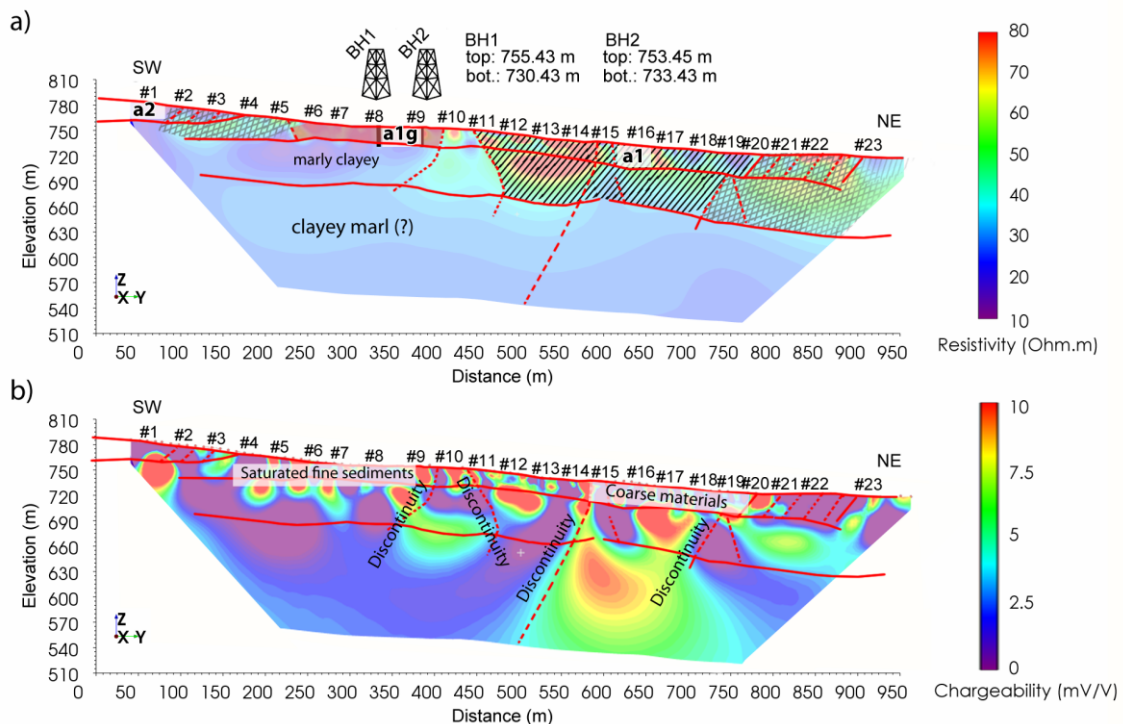 a)
BH1
BH2
BH1
top: 755.43 m
bot.: 730.43 m
BH2
top: 753.45 m
bot.: 733.43 m
SW
NE
#1 #2 #3 #4 #5 #6 #7 #8 #9 #10 #11 #12 #13 #14 #15 #16 #17 #18 #19 #20 #21 #22 #23
a2
a1g
a1
marly clayey
clayey marl (?)
Elevation (m)
810
780
750
720
690
660
630
600
570
540
510
Z
X Y
0 50 100 150 200 250 300 350 400 450 500 550 600 650 700 750 800 850 900 950
Distance (m)
80
70
60
50
40
30
20
10
Resistivity (Ohm.m)
b)
SW
NE
#1 #2 #3 #4 #5 #6 #7 #8 #9 #10 #11 #12 #13 #14 #15 #16 #17 #18 #19 #20 #21 #22 #23
Saturated fine sediments
Coarse materials
Discontinuity
Discontinuity
Discontinuity
Discontinuity
Elevation (m)
810
780
750
720
690
660
630
600
570
540
510
Z
X Y
0 50 100 150 200 250 300 350 400 450 500 550 600 650 700 750 800 850 900 950
Distance (m)
10
7.5
5
2.5
0
Chargeability (mV/V)